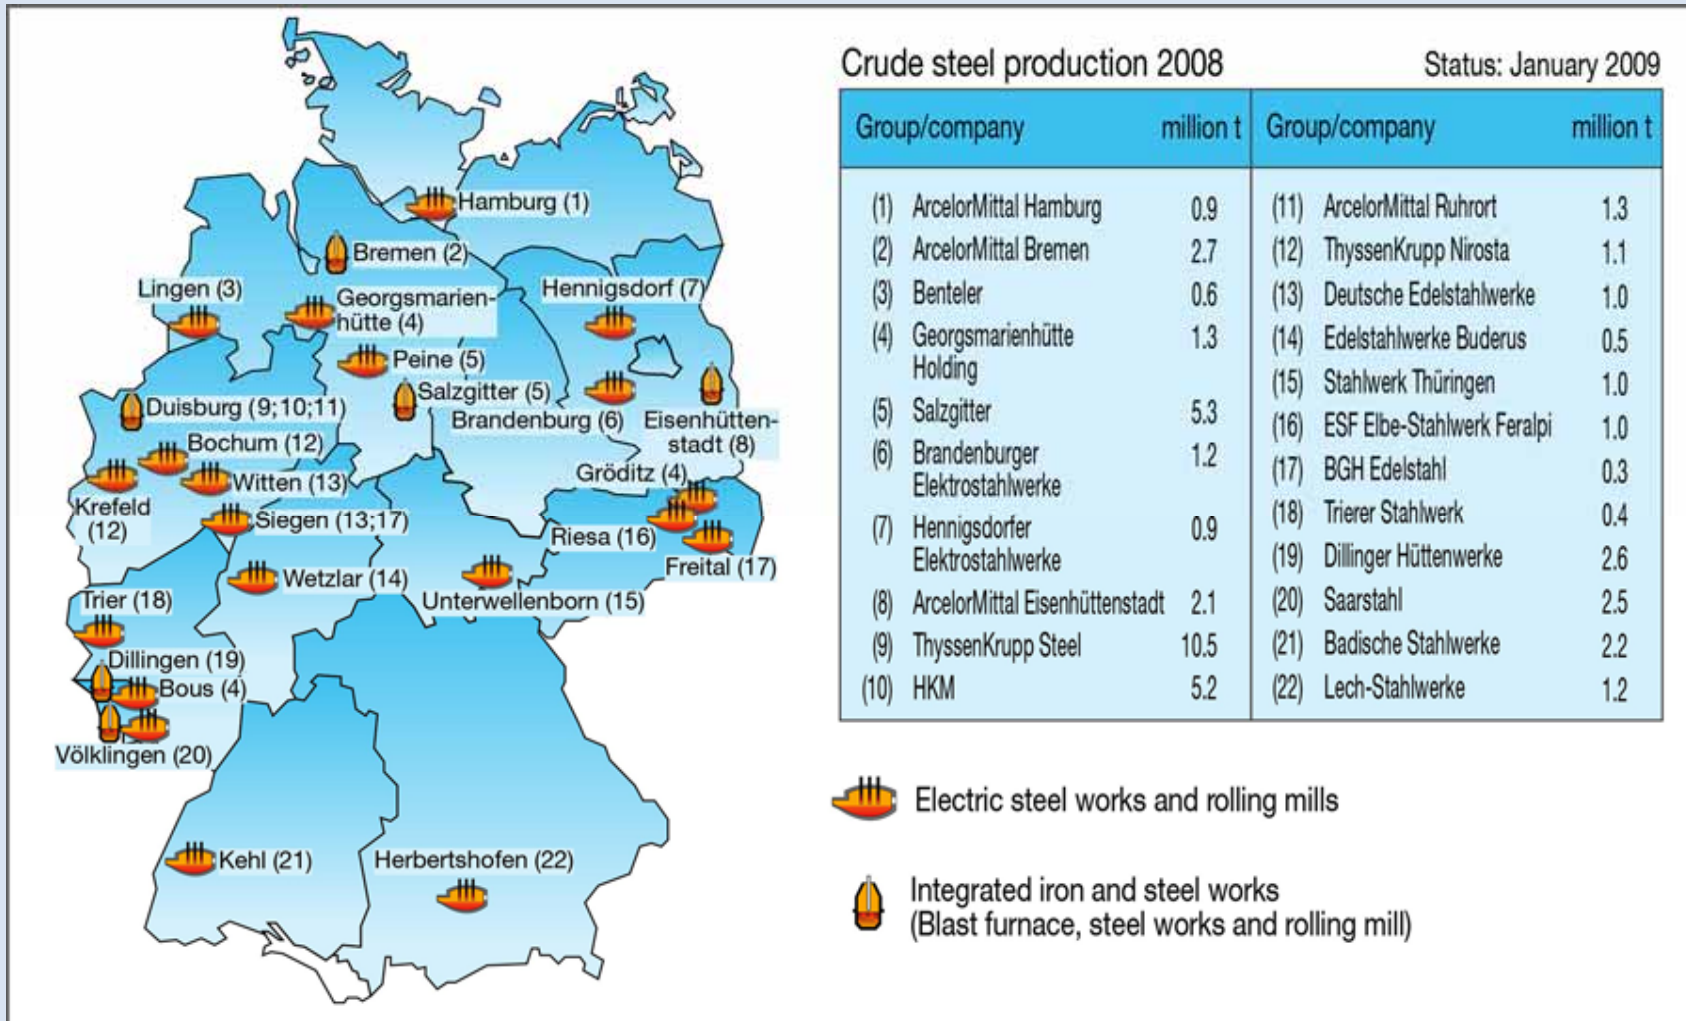 Crude steel production 2008
Status: January 2009
Group/company million t
Group/company million t
(1) ArcelorMittal Hamburg 0.9
(2) ArcelorMittal Bremen 2.7
(3) Benteler 0.6
(4) Georgsmarienhütte 1.3
Holding
(5) Salzgitter 5.3
(6) Brandenburger 1.2
Elektrostahlwerke
(7) Hennigsdorfer 0.9
Elektrostahlwerke
(8) ArcelorMittal Eisenhüttenstadt 2.1
(9) ThyssenKrupp Steel 10.5
(10) HKM 5.2
(11) ArcelorMittal Ruhrort 1.3
(12) ThyssenKrupp Nirosta 1.1
(13) Deutsche Edelstahlwerke 1.0
(14) Edelstahlwerke Buderus 0.5
(15) Stahlwerk Thüringen 1.0
(16) ESF Elbe-Stahlwerk Feralpi 1.0
(17) BGH Edelstahl 0.3
(18) Trierer Stahlwerk 0.4
(19) Dillinger Hüttenwerke 2.6
(20) Saarstahl 2.5
(21) Badische Stahlwerke 2.2
(22) Lech-Stahlwerke 1.2
Electric steel works and rolling mills
Integrated iron and steel works
(Blast furnace, steel works and rolling mill)
Hamburg (1)
Bremen (2)
Lingen (3)
Georgsmarien-
hütte (4)
Hennigsdorf (7)
Peine (5)
Salzgitter (5)
Brandenburg (6)
Eisenhütten-
stadt (8)
Duisburg (9;10;11)
Bochum (12)
Witten (13)
Krefeld
(12)
Siegen (13;17)
Gröditz (4)
Riesa (16)
Freital (17)
Wetzlar (14)
Unterwellenborn (15)
Trier (18)
Dillingen (19)
Bous (4)
Völklingen (20)
Kehl (21)
Herbertshofen (22)